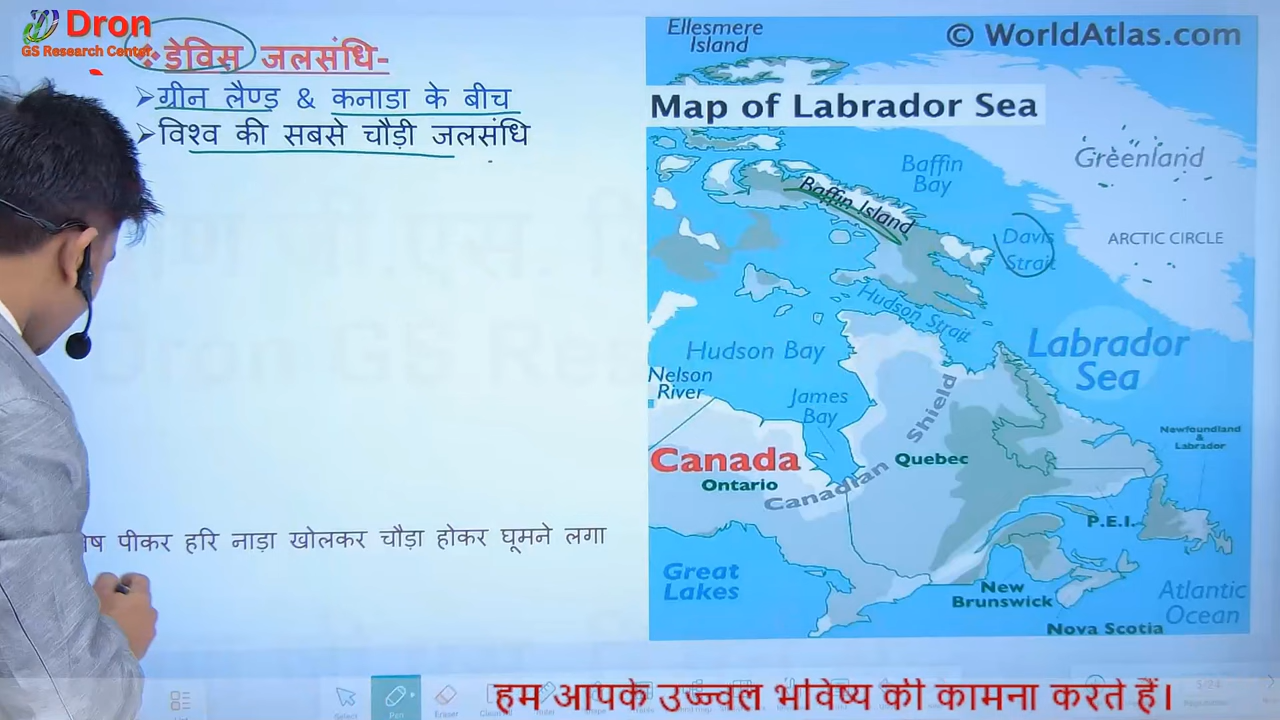 Dron
GS Research Center
❖डेविस जलसंधि-
➢ग्रीन लैण्ड & कनाडा के बीच
➢विश्व की सबसे चौड़ी जलसंधि
पीकर हरि नाड़ा खोलकर चौड़ा होकर घूमने लगा
Ellesmere
Island
© WorldAtlas.com
Map of Labrador Sea
Greenland
Baffin
Bay
Baffin Island
Davis
Strait
ARCTIC CIRCLE
Hudson Strait
Labrador
Sea
Hudson Bay
Nelson
River
James
Bay
Canadian Shield
Newfoundland
&
Labrador
Canada
Ontario
Quebec
P.E.I.
Great
Lakes
New
Brunswick
Atlantic
Ocean
Nova Scotia
Select
Pen
Eraser
हम आपके उज्ज्वल भविष्य की कामना करते हैं।